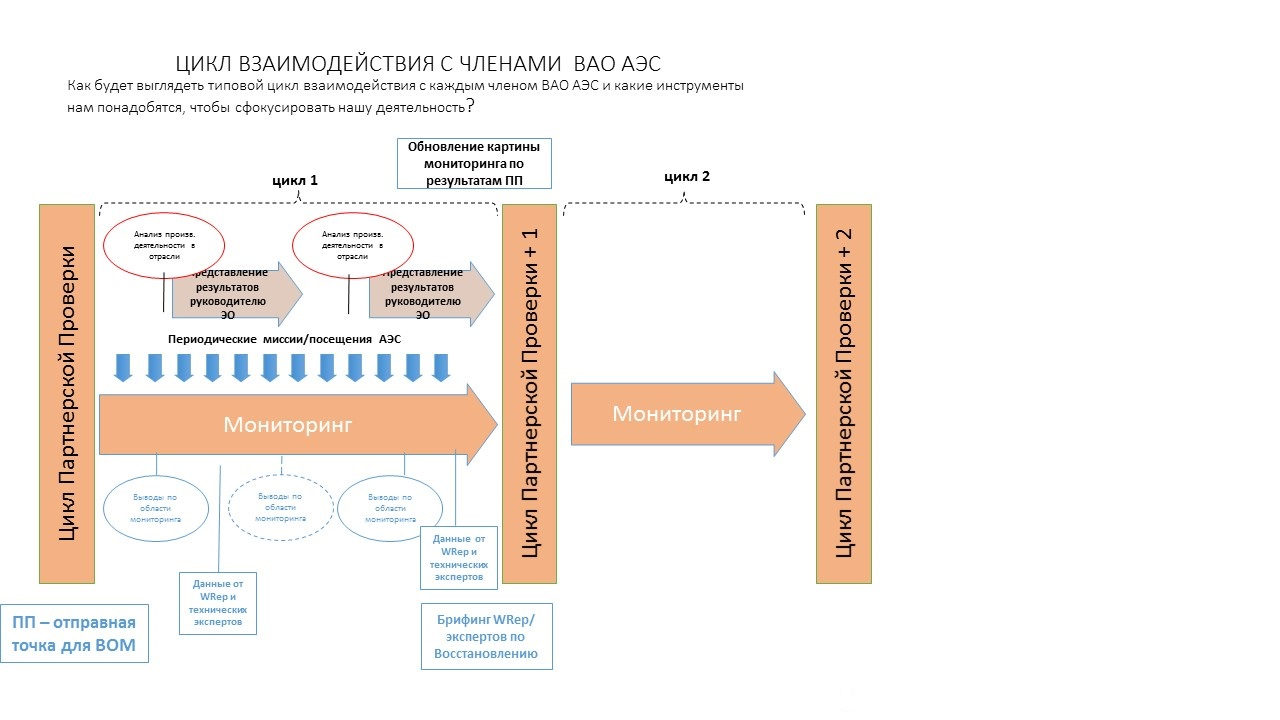 ЦИКЛ ВЗАИМОДЕЙСТВИЯ С ЧЛЕНАМИ ВАО АЭС
Как будет выглядеть типовой цикл взаимодействия с каждым членом ВАО АЭС и какие инструменты
нам понадобятся, чтобы сфокусировать нашу деятельность?
Обновление картины
мониторинга по
результатам ПП
цикл 1
цикл 2
Цикл Партнерской Проверки
Анализ произв.
деятельности в
отрасли
результатов
руководителю
ЭО
Анализ произв.
деятельности в
отрасли
результатов
руководителю
ЭО
Периодические миссии/посещения АЭС
Мониторинг
Цикл Партнерской Проверки + 1
Мониторинг
Цикл Партнерской Проверки + 2
Выводы по
области
мониторинга
Выводы по
области
мониторинга
Выводы по
области
мониторинга
Данные от
WRep и
технических
экспертов
Данные от
WRep и
технических
экспертов
ПП – отправная
точка для ВОМ
Брифинг WRep/
экспертов по
Восстановлению